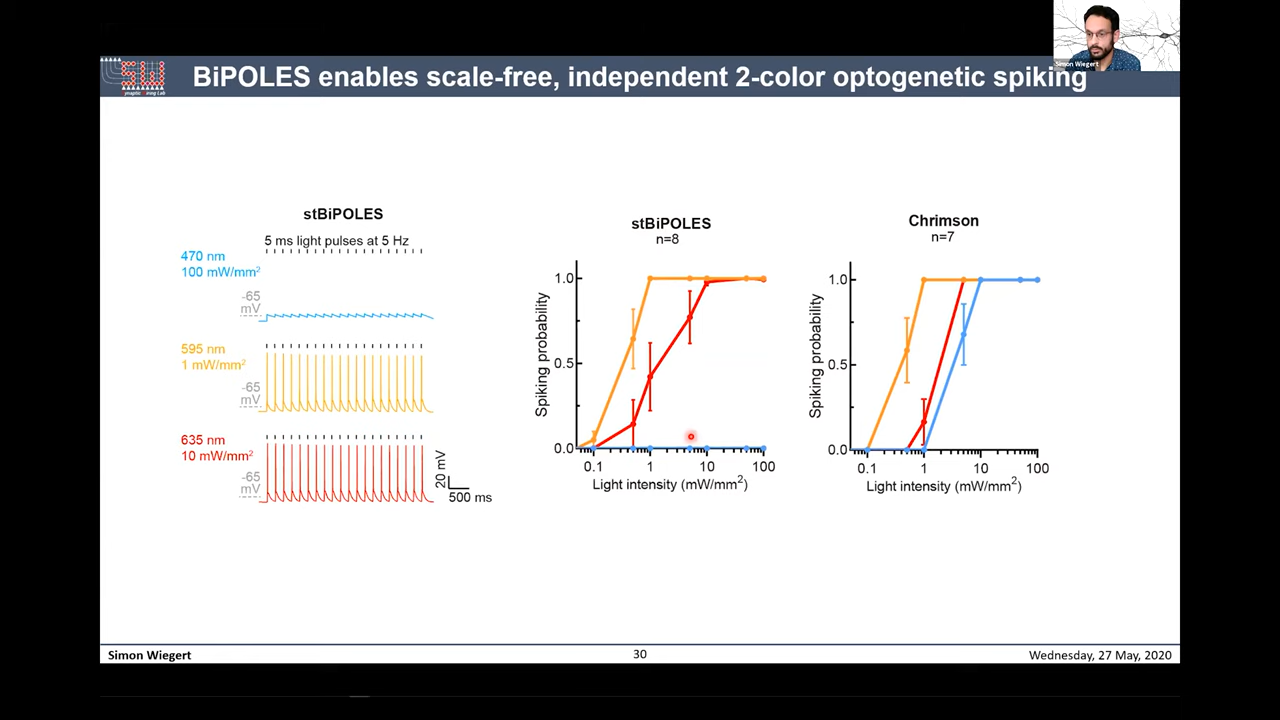 Simon Wiegert
BiPOLES enables scale-free, independent 2-color optogenetic spiking
stBiPOLES
5 ms light pulses at 5 Hz
470 nm
100 mW/mm²
-65
mV
595 nm
1 mW/mm²
-65
mV
635 nm
10 mW/mm²
-65
mV
20 mV
500 ms
stBiPOLES
n=8
Spiking probability
1.0
0.5
0.0
0.1 1 10 100
Light intensity (mW/mm²)
Chrimson
n=7
Spiking probability
1.0
0.5
0.0
0.1 1 10 100
Light intensity (mW/mm²)
Simon Wiegert
30
Wednesday, 27 May, 2020